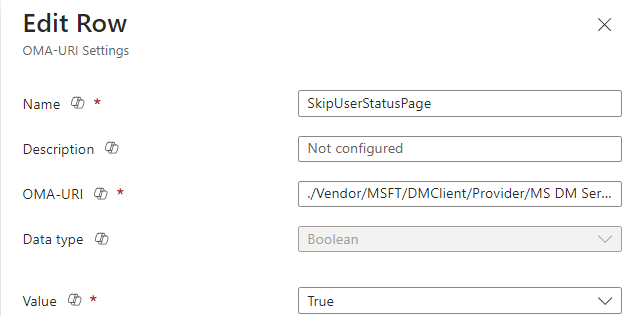 Edit Row
OMA-URI Settings
Name * SkipUserStatusPage
Description Not configured
OMA-URI * ./Vendor/MSFT/DMClient/Provider/MS DM Ser...
Data type Boolean
Value * True